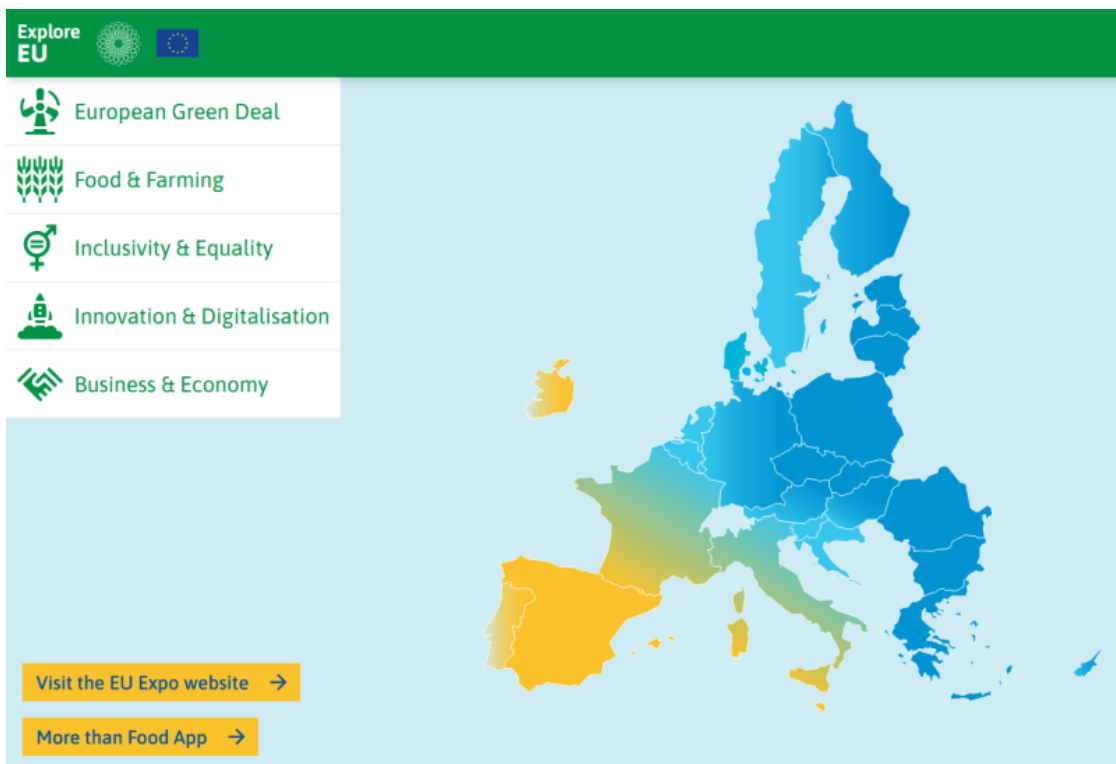 Explore
EU
European Green Deal
Food & Farming
Inclusivity & Equality
Innovation & Digitalisation
Business & Economy
Visit the EU Expo website →
More than Food App →